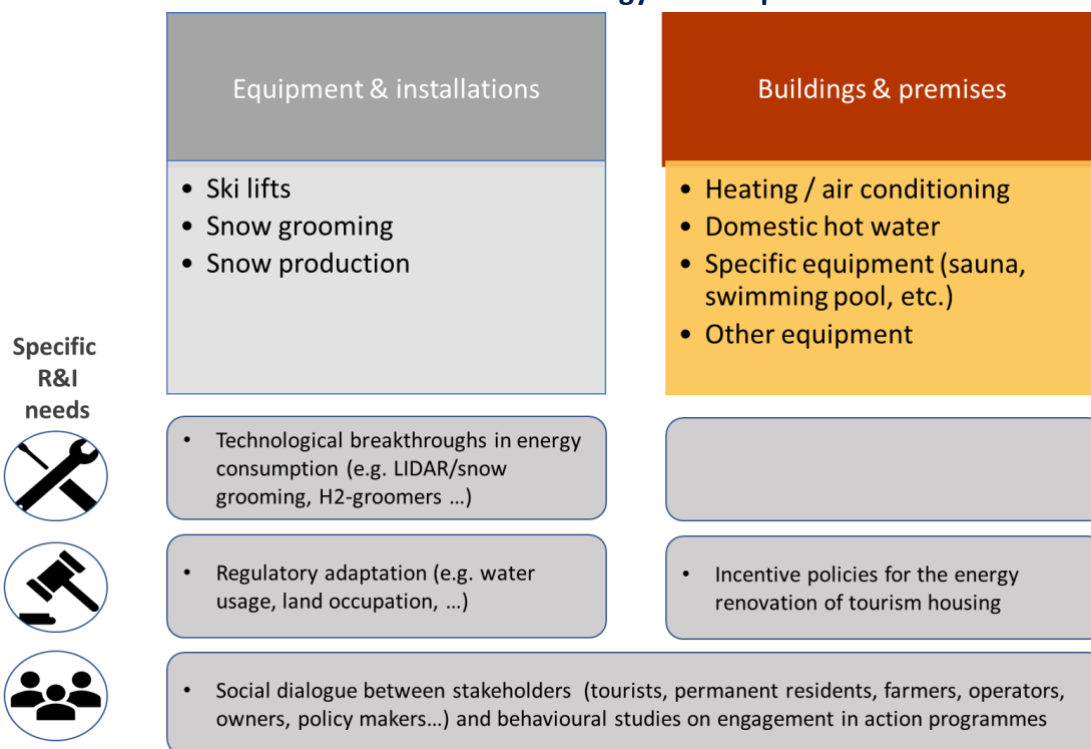 Equipment & installations
Buildings & premises
• Ski lifts
• Snow grooming
• Snow production
• Heating / air conditioning
• Domestic hot water
• Specific equipment (sauna,
swimming pool, etc.)
• Other equipment
Specific
R&I
needs
• Technological breakthroughs in energy
consumption (e.g. LIDAR/snow
grooming, H2-groomers ...)
• Regulatory adaptation (e.g. water
usage, land occupation, ...)
• Incentive policies for the energy
renovation of tourism housing
• Social dialogue between stakeholders (tourists, permanent residents, farmers, operators,
owners, policy makers...) and behavioural studies on engagement in action programmes